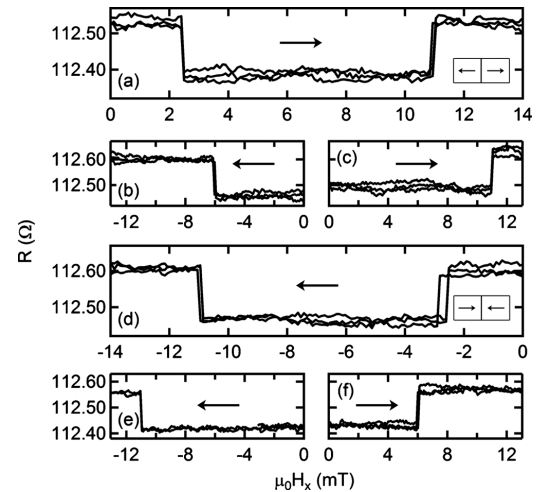 112.50
112.40
(a)
0 2 4 6 8 10 12 14
112.60
112.50
(b)
-12 -8 -4 0
(c)
0 4 8 12
R (Ω)
112.60
112.50
(d)
-14 -12 -10 -8 -6 -4 -2 0
112.60
112.50
112.40
(e)
-12 -8 -4 0
(f)
0 4 8 12
μ₀Hₓ (mT)